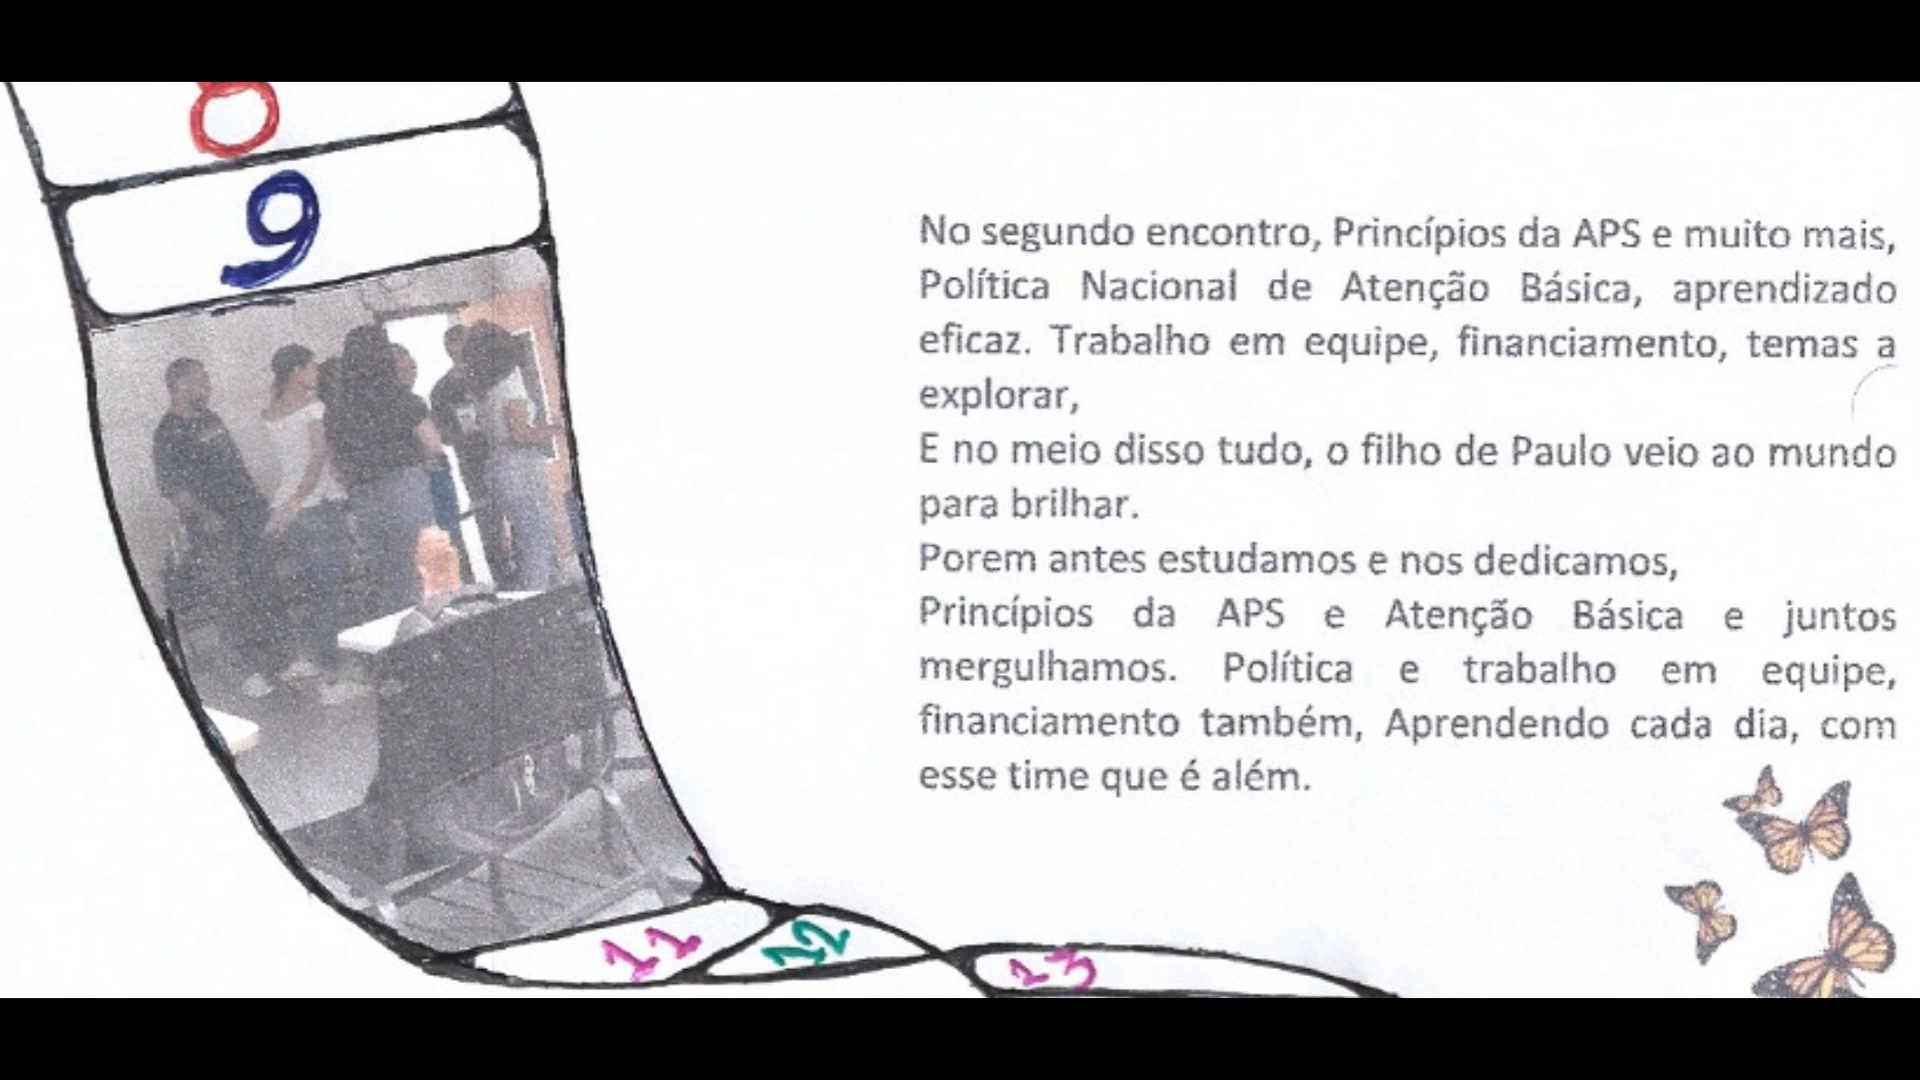 8
9
No segundo encontro, Princípios da APS e muito mais,
Política Nacional de Atenção Básica, aprendizado
eficaz. Trabalho em equipe, financiamento, temas a
explorar,
E no meio disso tudo, o filho de Paulo veio ao mundo
para brilhar.
Porem antes estudamos e nos dedicamos,
Princípios da APS e Atenção Básica e juntos
mergulhamos. Política e trabalho em equipe,
financiamento também, Aprendendo cada dia, com
esse time que é além.
11
12
13